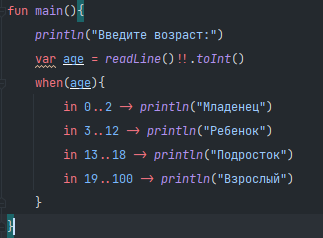 fun main(){
println("Введите возраст:")
var age = readLine()!!.toInt()
when(age){
in 0..2 -> println("Младенец")
in 3..12 -> println("Ребенок")
in 13..18 -> println("Подросток")
in 19..100 -> println("Взрослый")
}
}